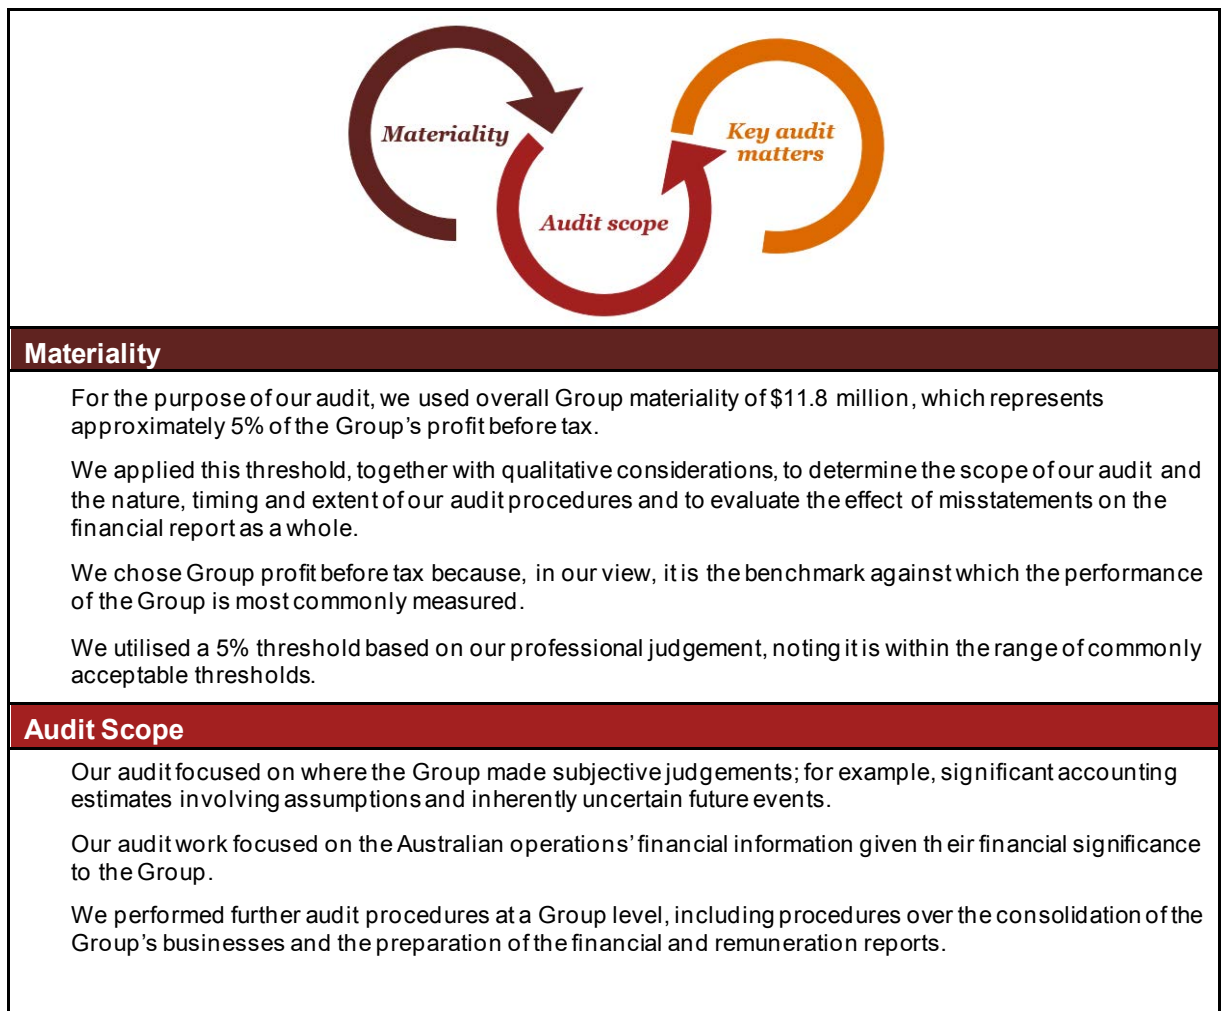 Materiality
Key audit
matters
Audit scope
Materiality
For the purpose of our audit, we used overall Group materiality of $11.8 million, which represents
approximately 5% of the Group's profit before tax.
We applied this threshold, together with qualitative considerations, to determine the scope of our audit and
the nature, timing and extent of our audit procedures and to evaluate the effect of misstatements on the
financial report as a whole.
We chose Group profit before tax because, in our view, it is the benchmark against which the performance
of the Group is most commonly measured.
We utilised a 5% threshold based on our professional judgement, noting it is within the range of commonly
acceptable thresholds.
Audit Scope
Our audit focused on where the Group made subjective judgements; for example, significant accounting
estimates involving assumptions and inherently uncertain future events.
Our audit work focused on the Australian operations' financial information given their financial significance
to the Group.
We performed further audit procedures at a Group level, including procedures over the consolidation of the
Group's businesses and the preparation of the financial and remuneration reports.